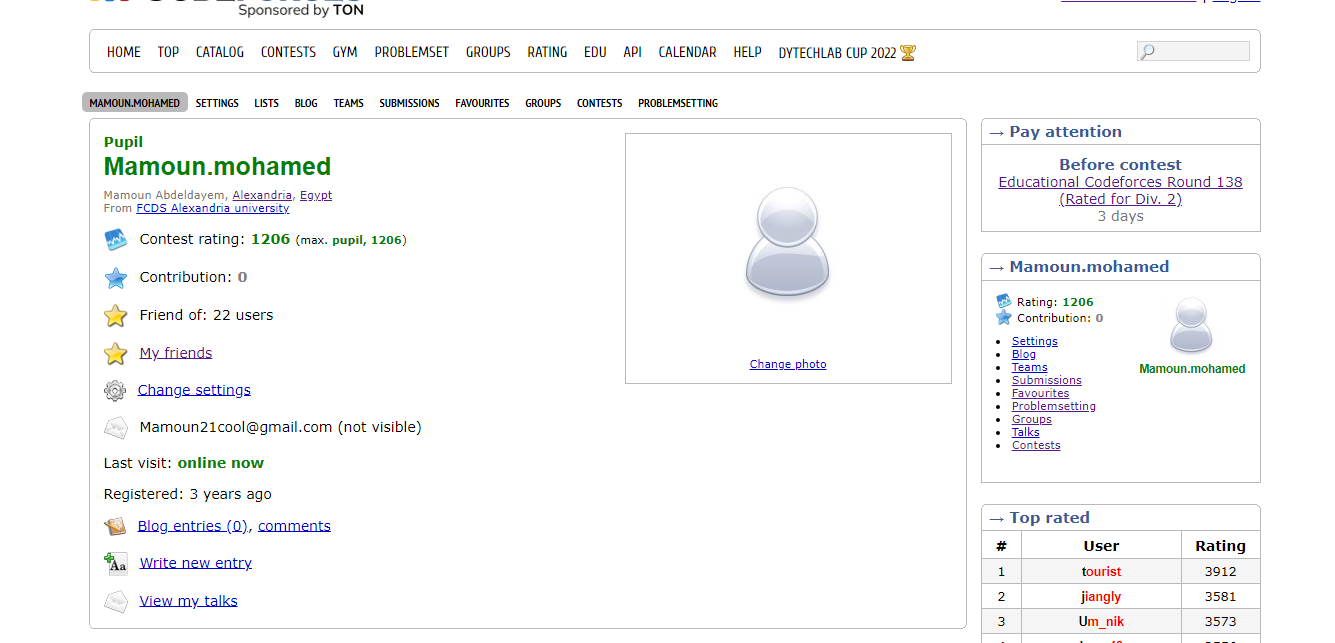 Sponsored by TON
HOME TOP CATALOG CONTESTS GYM PROBLEMSET GROUPS RATING EDU API CALENDAR HELP DYTECHLAB CUP 2022
MAMOUN.MOHAMED SETTINGS LISTS BLOG TEAMS SUBMISSIONS FAVOURITES GROUPS CONTESTS PROBLEMSETTING
Pupil
Mamoun.mohamed
Mamoun Abdeldayem, Alexandria, Egypt
From FCDS Alexandria university
Contest rating: 1206 (max. pupil, 1206)
Contribution: 0
Friend of: 22 users
My friends
Change settings
Mamoun21cool@gmail.com (not visible)
Last visit: online now
Registered: 3 years ago
Blog entries (0), comments
Write new entry
View my talks
Change photo
→ Pay attention
Before contest
Educational Codeforces Round 138
(Rated for Div. 2)
3 days
→ Mamoun.mohamed
Rating: 1206
Contribution: 0
Settings
Blog
Teams
Submissions
Favourites
Problemsetting
Groups
Talks
Contests
Mamoun.mohamed
→ Top rated
# User Rating
1 tourist 3912
2 jiangly 3581
3 Um_nik 3573